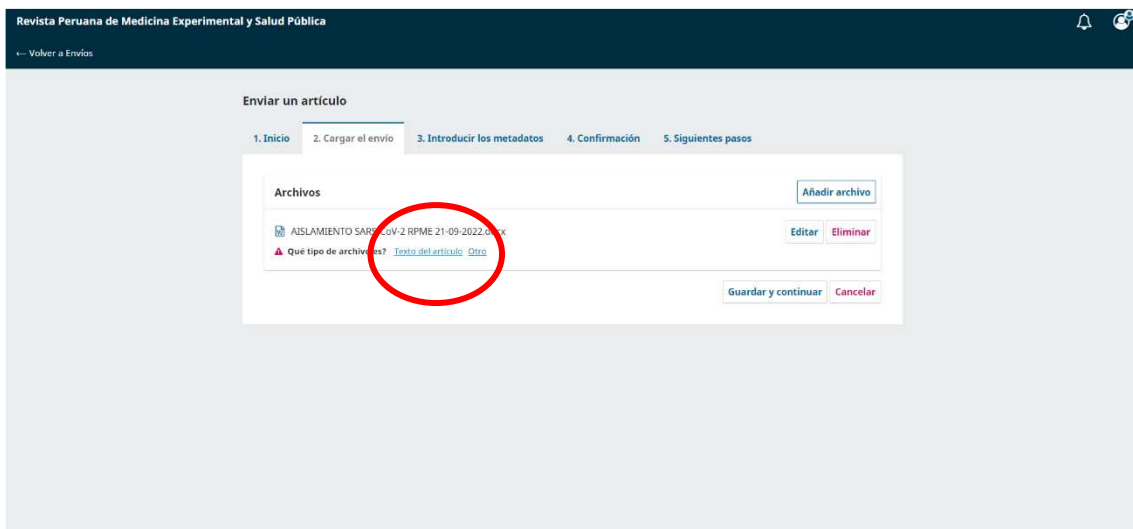 Revista Peruana de Medicina Experimental y Salud Pública
← Volver a Envíos
Enviar un artículo
1. Inicio 2. Cargar el envío 3. Introducir los metadatos 4. Confirmación 5. Siguientes pasos
Archivos Añadir archivo
AISLAMIENTO SARS-CoV-2 RPME 21-09-2022.docx Editar Eliminar
Qué tipo de archivo es? Texto del artículo Otro
Guardar y continuar Cancelar